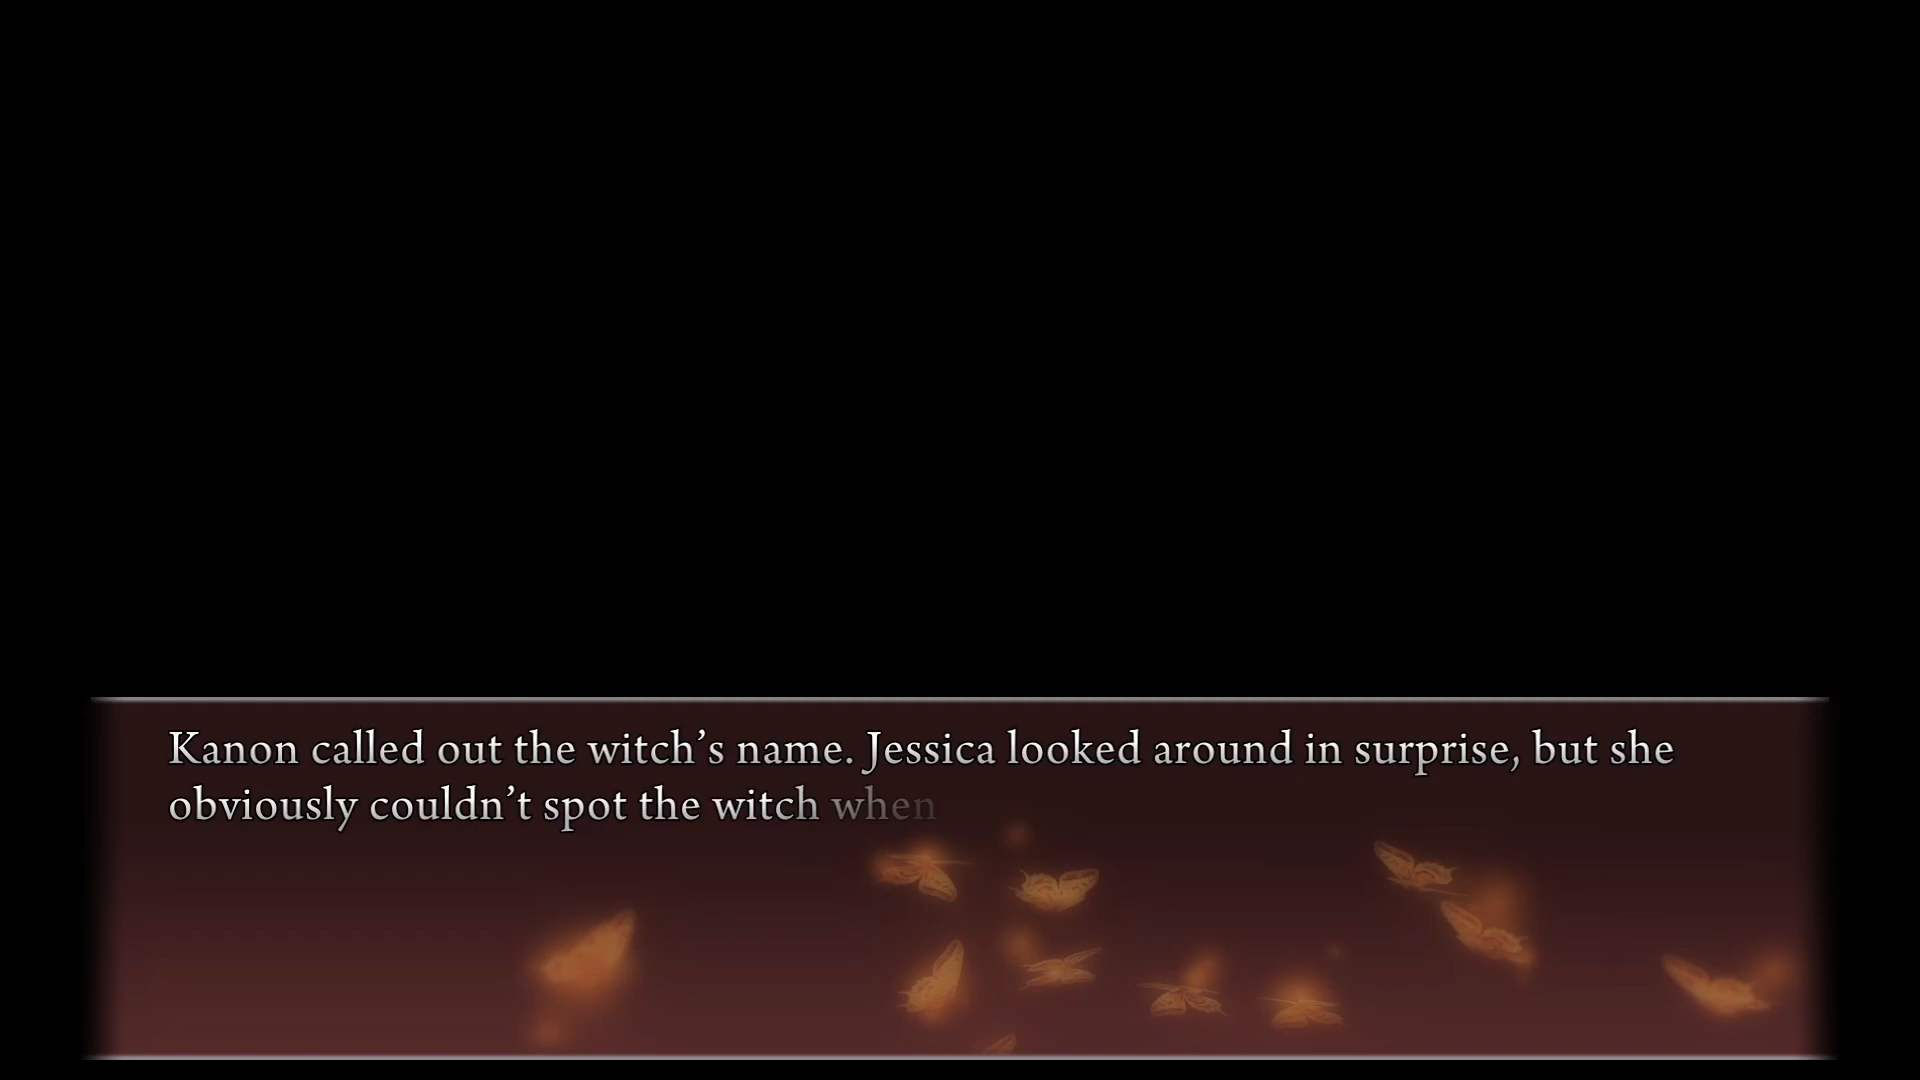 Kanon called out the witch’s name. Jessica looked around in surprise, but she
obviously couldn’t spot the witch when